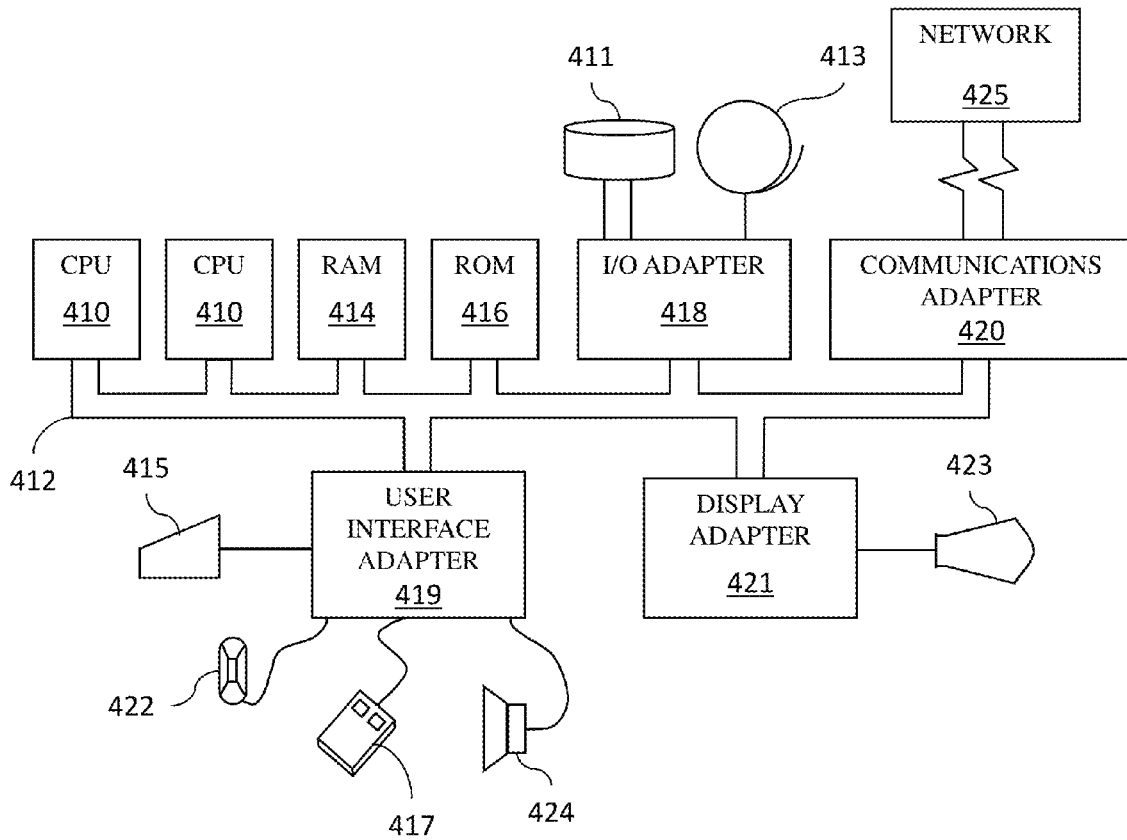 NETWORK
425
411
413
CPU
410
CPU
410
RAM
414
ROM
416
I/O ADAPTER
418
COMMUNICATIONS
ADAPTER
420
412
415
USER
INTERFACE
ADAPTER
419
DISPLAY
ADAPTER
421
423
422
417
424